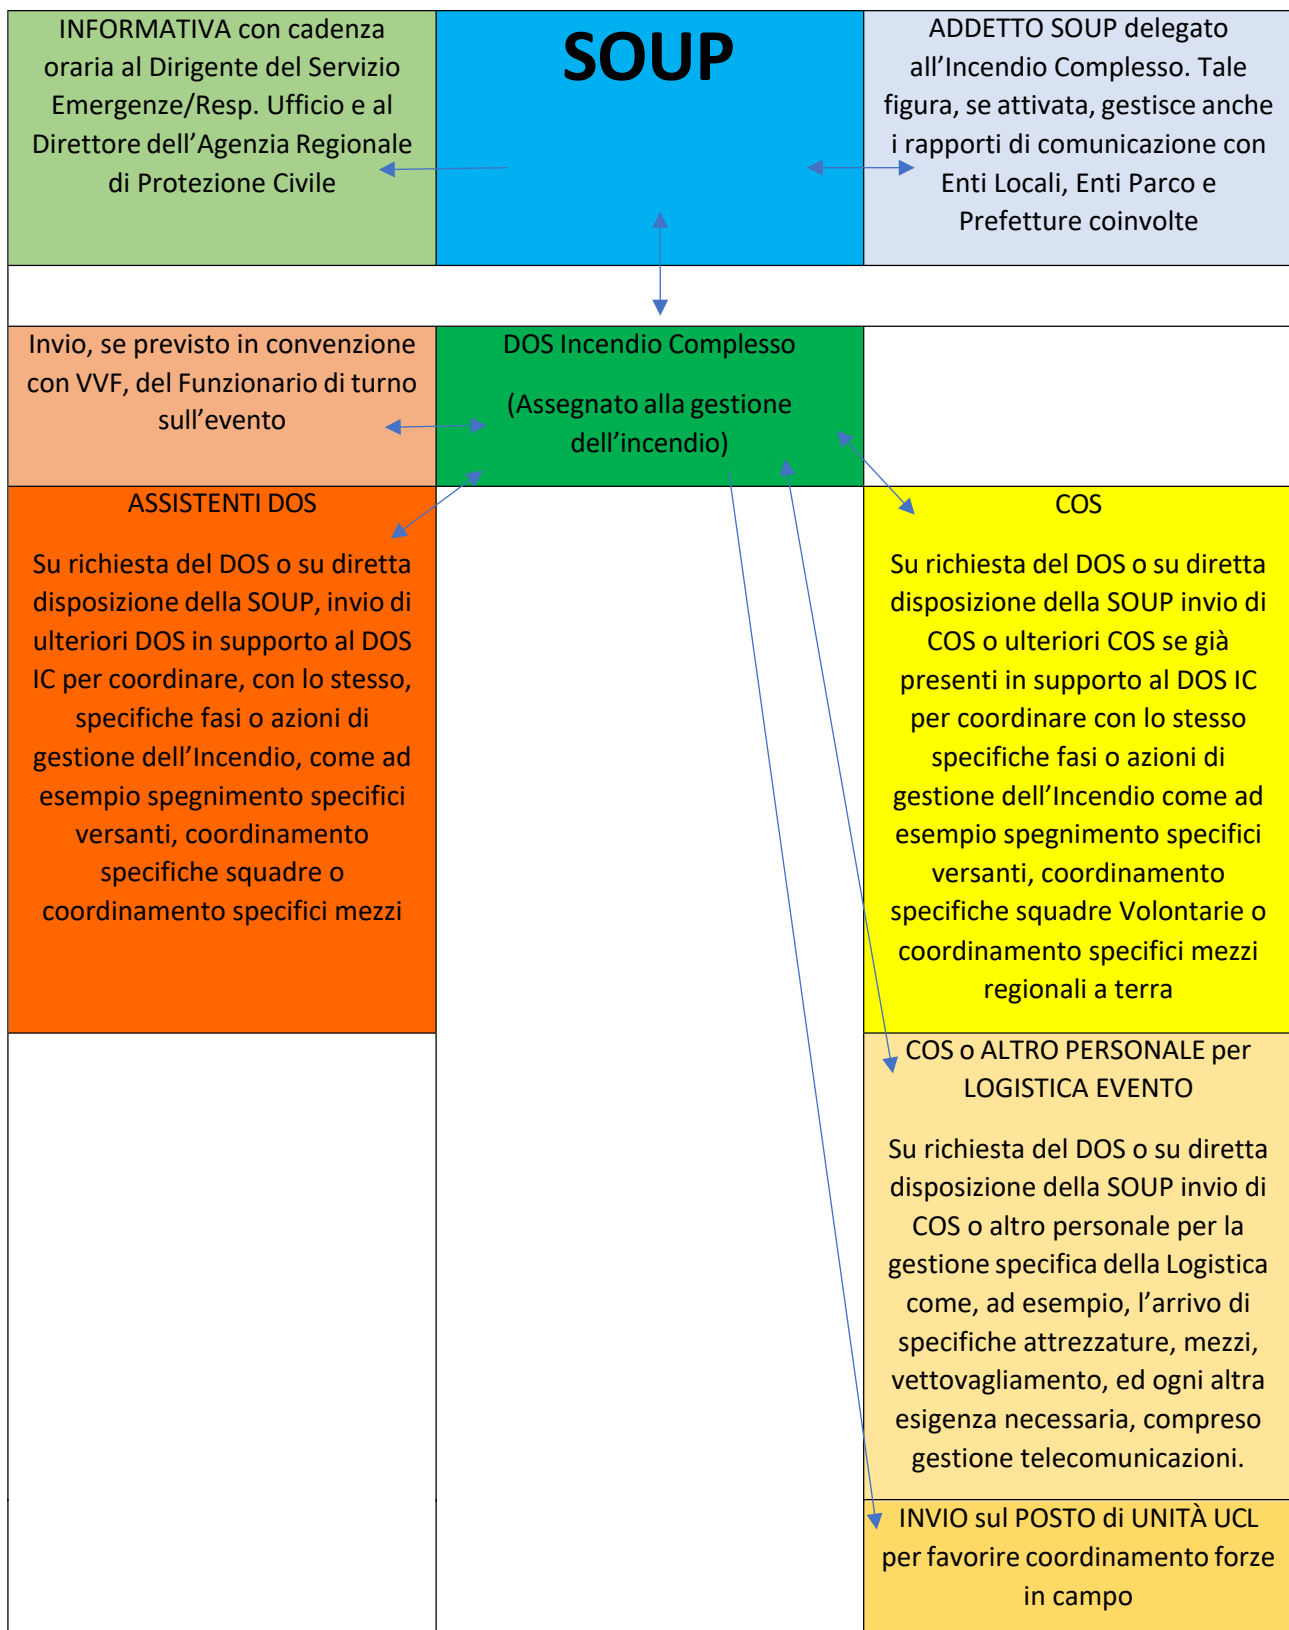 INFORMATIVA con cadenza
oraria al Dirigente del Servizio
Emergenze/Resp. Ufficio e al
Direttore dell’Agenzia Regionale
di Protezione Civile
SOUP
ADDETTO SOUP delegato
all’Incendio Complesso. Tale
figura, se attivata, gestisce anche
i rapporti di comunicazione con
Enti Locali, Enti Parco e
Prefetture coinvolte
Invio, se previsto in convenzione
con VVF, del Funzionario di turno
sull’evento
DOS Incendio Complesso
(Assegnato alla gestione
dell’incendio)
ASSISTENTI DOS
Su richiesta del DOS o su diretta
disposizione della SOUP, invio di
ulteriori DOS in supporto al DOS
IC per coordinare, con lo stesso,
specifiche fasi o azioni di
gestione dell’Incendio, come ad
esempio spegnimento specifici
versanti, coordinamento
specifiche squadre o
coordinamento specifici mezzi
COS
Su richiesta del DOS o su diretta
disposizione della SOUP invio di
COS o ulteriori COS se già
presenti in supporto al DOS IC
per coordinare con lo stesso
specifiche fasi o azioni di
gestione dell’Incendio come ad
esempio spegnimento specifici
versanti, coordinamento
specifiche squadre Volontarie o
coordinamento specifici mezzi
regionali a terra
COS o ALTRO PERSONALE per
LOGISTICA EVENTO
Su richiesta del DOS o su diretta
disposizione della SOUP invio di
COS o altro personale per la
gestione specifica della Logistica
come, ad esempio, l’arrivo di
specifiche attrezzature, mezzi,
vettovagliamento, ed ogni altra
esigenza necessaria, compreso
gestione telecomunicazioni.
INVIO sul POSTO di UNITÀ UCL
per favorire coordinamento forze
in campo